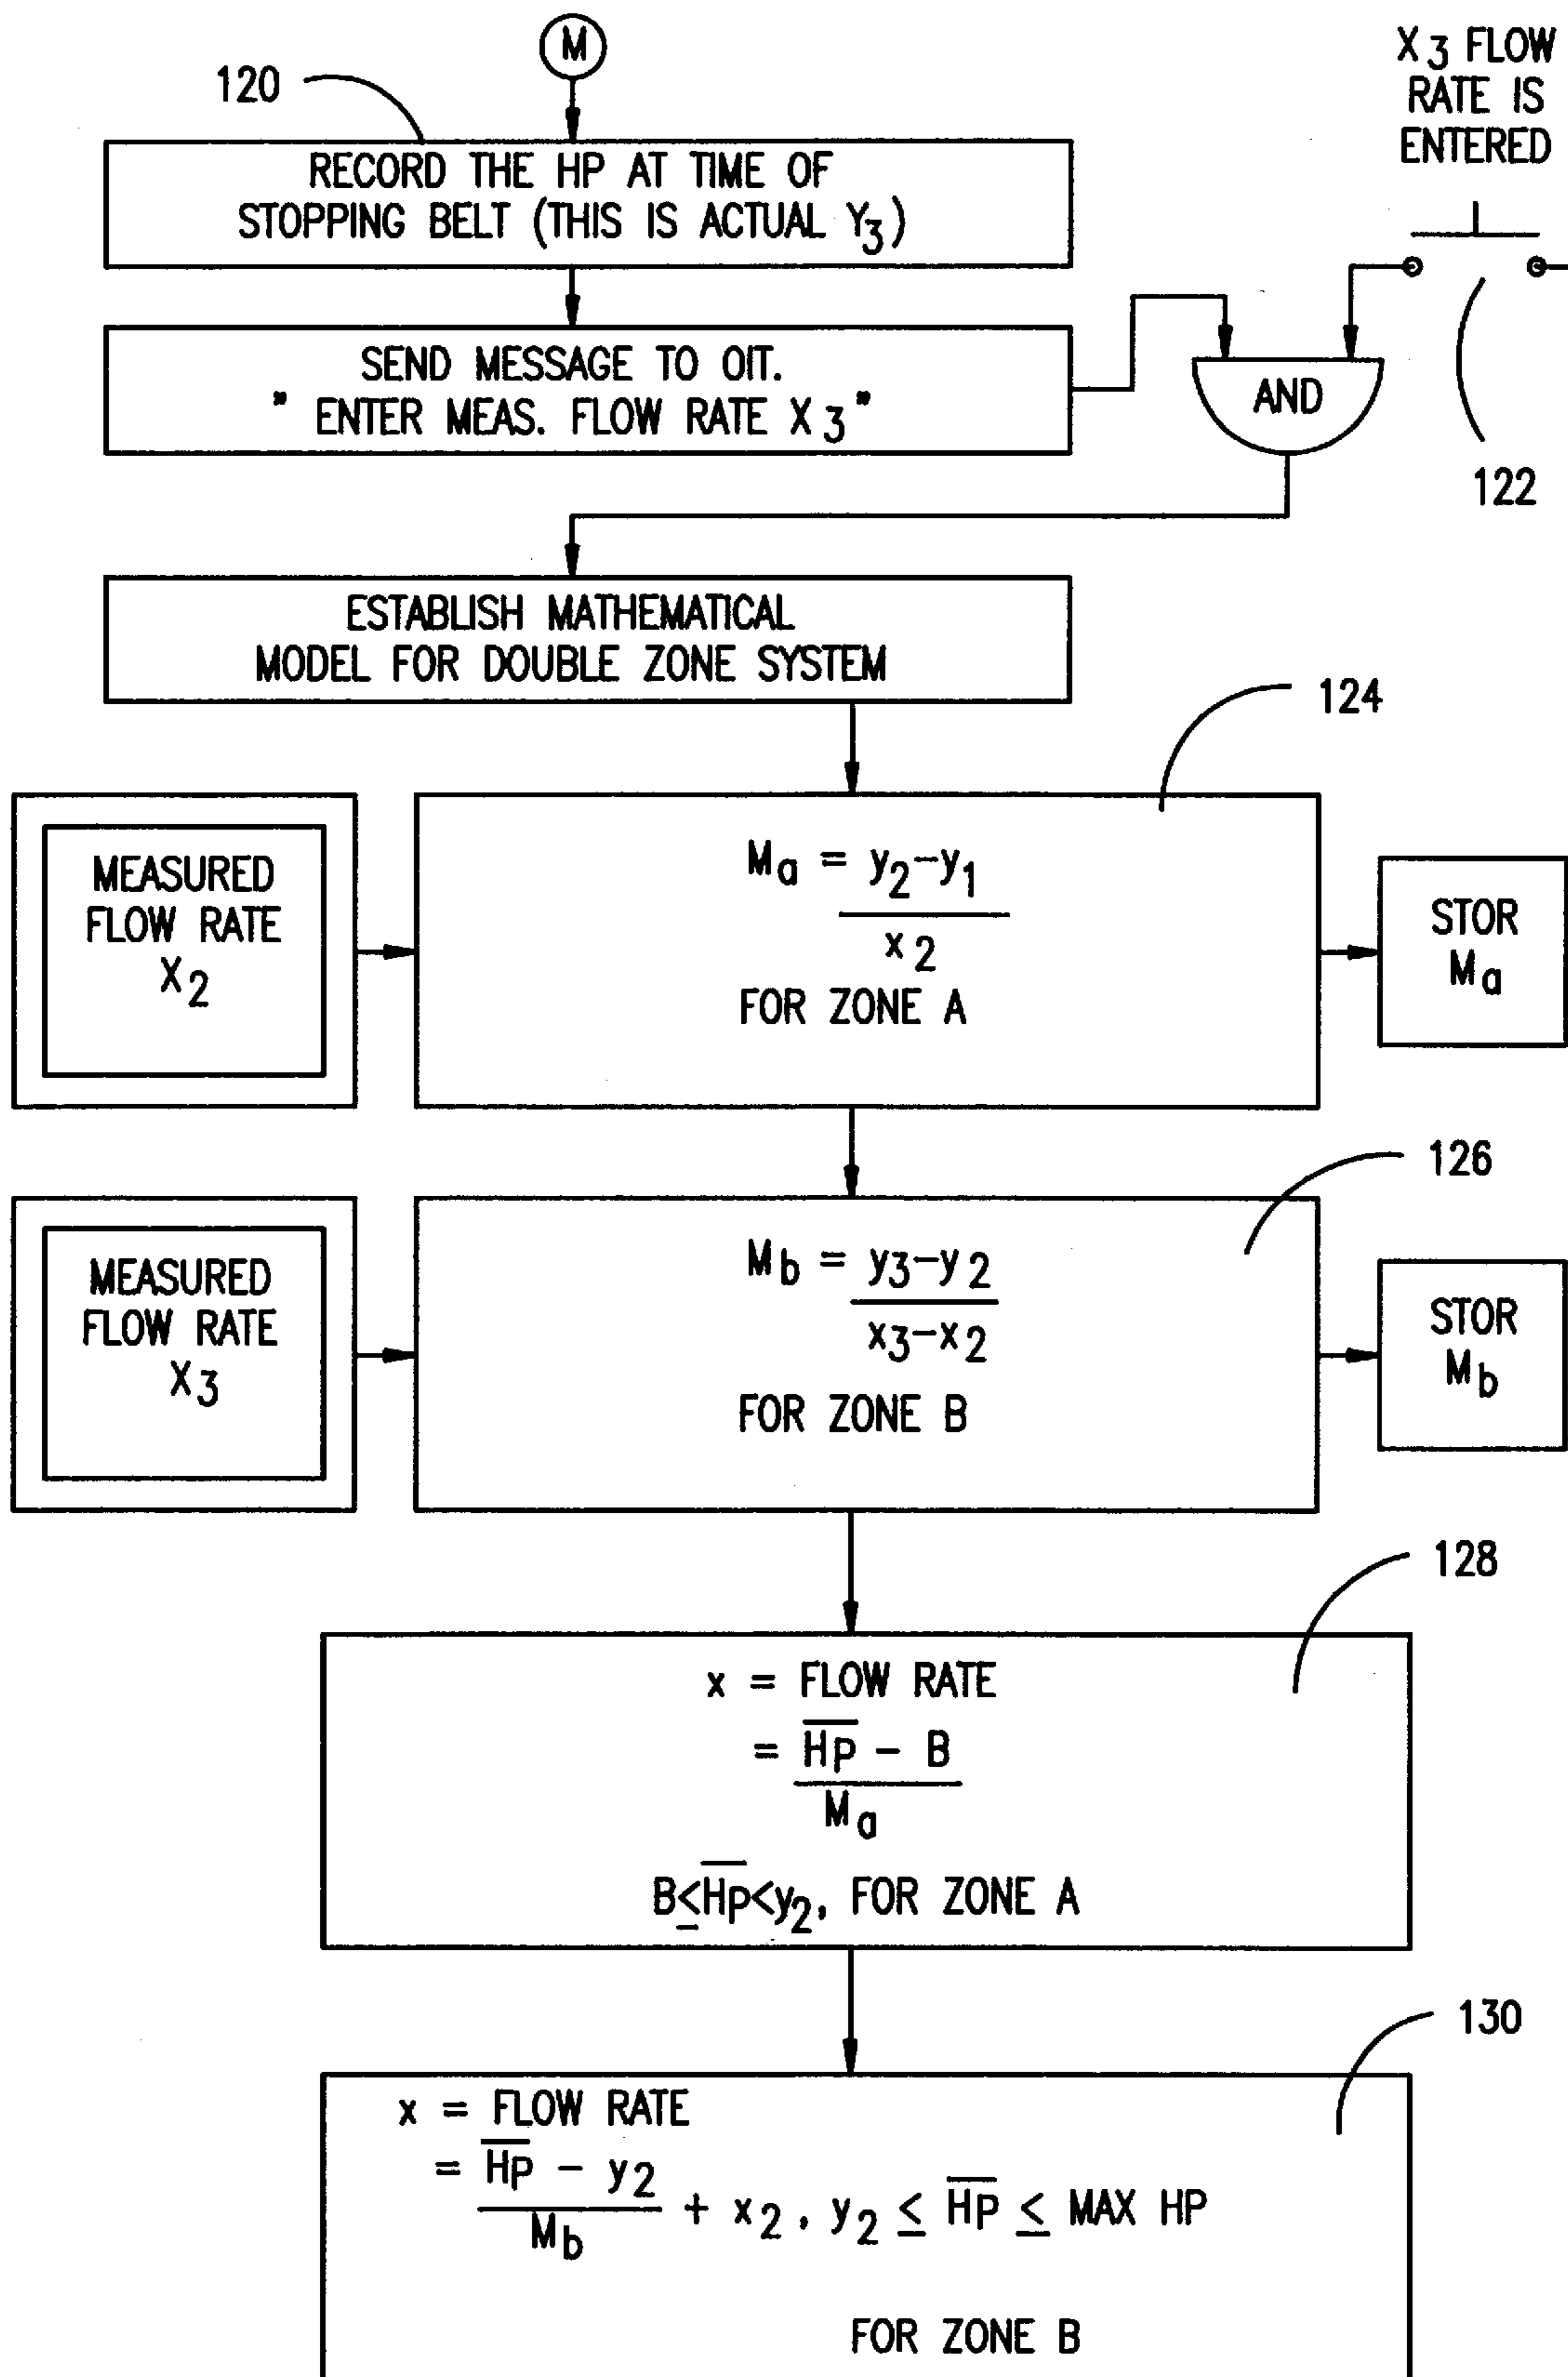 M
120
X3 FLOW
RATE IS
ENTERED
RECORD THE HP AT TIME OF
STOPPING BELT (THIS IS ACTUAL Y3)
SEND MESSAGE TO OIT.
" ENTER MEAS. FLOW RATE X3 "
AND
122
ESTABLISH MATHEMATICAL
MODEL FOR DOUBLE ZONE SYSTEM
124
MEASURED
FLOW RATE
X2
Ma = y2-y1
x2
FOR ZONE A
STOR
Ma
126
MEASURED
FLOW RATE
X3
Mb = y3-y2
x3-x2
FOR ZONE B
STOR
Mb
128
x = FLOW RATE
= H̅p̅ - B
Ma
B≤H̅p̅<y2, FOR ZONE A
130
x = FLOW RATE
= H̅p̅ - y2
Mb + x2, y2 ≤ H̅p̅ ≤ MAX HP
FOR ZONE B